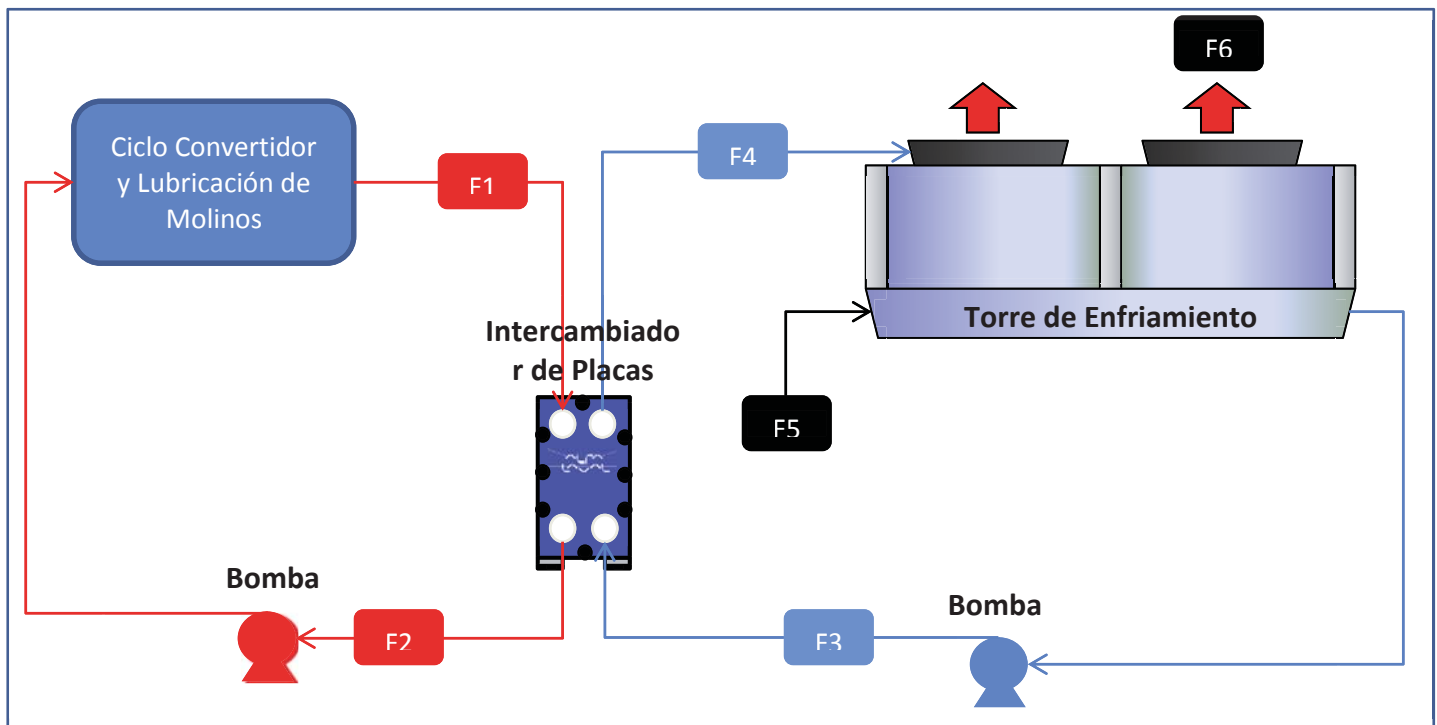 F6
Ciclo Convertidor
y Lubricación de
Molinos
F1
F4
Intercambiado
r de Placas
Torre de Enfriamiento
F5
Bomba
F2
F3
Bomba